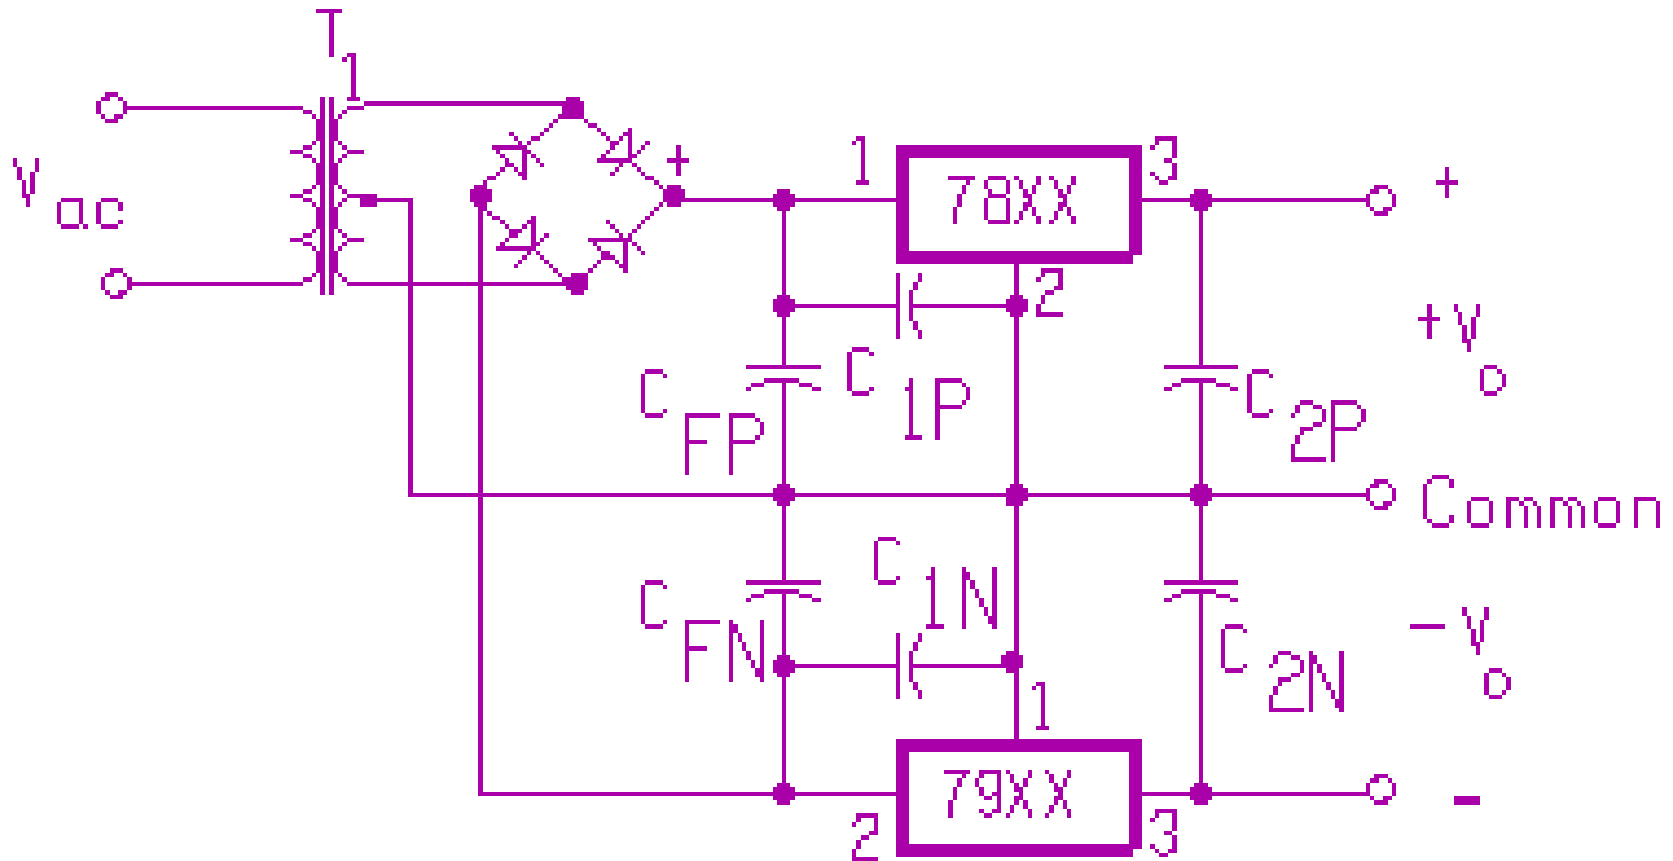 T1
Vac
+
1
78XX
3
+
2
+Vo
CFP
C1P
C2P
Common
CFN
C1N
C2N
-Vo
1
79XX
2
3
-